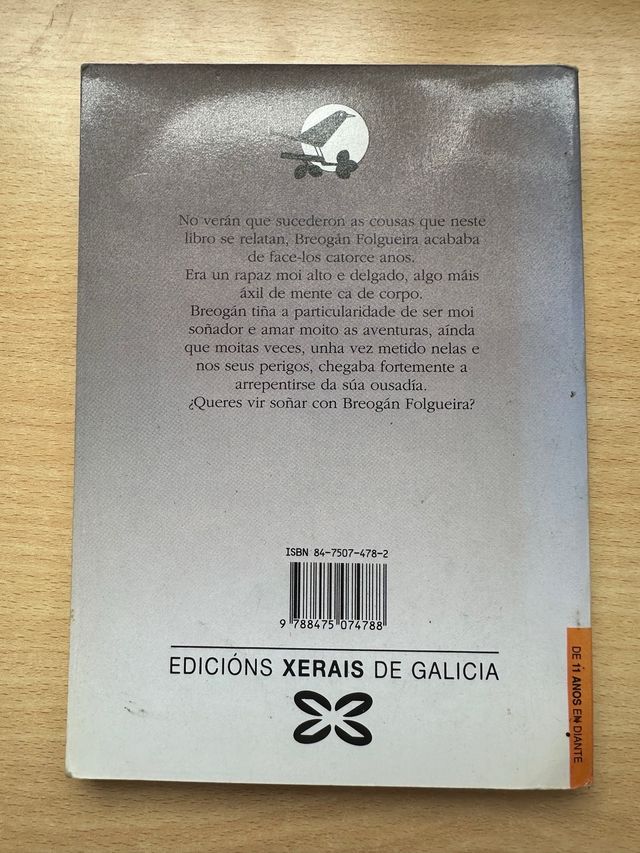 No verán que sucederon as cousas que neste
libro se relatan, Breogán Folgueira acababa
de face-los catorce anos.
Era un rapaz moi alto e delgado, algo máis
áxil de mente ca de corpo.
Breogán tiña a particularidade de ser moi
soñador e amar moito as aventuras, aínda
que moitas veces, unha vez metido nelas e
nos seus perigos, chegaba fortemente a
arrepentirse da súa ousadía.
¿Queres vir soñar con Breogán Folgueira?
ISBN 84-7507-478-2
9 788475 074788
EDICIÓNS XERAIS DE GALICIA
DE 11 ANOS EN DIANTE